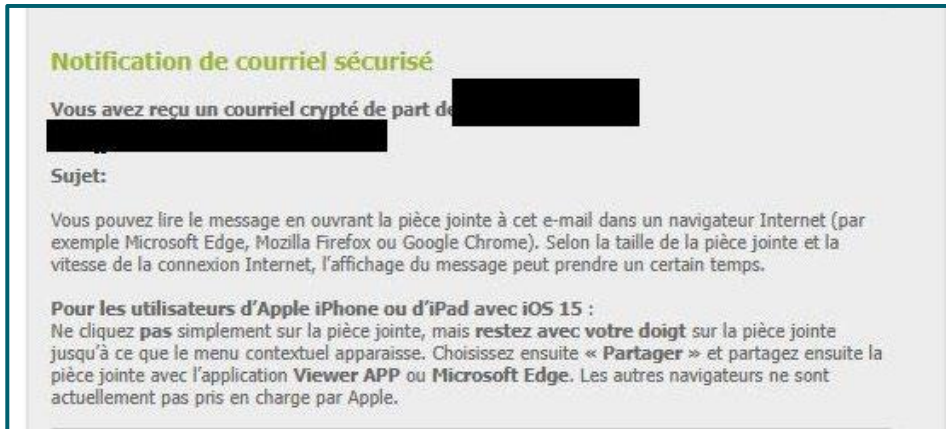 Notification de courriel sécurisé
Vous avez reçu un courriel crypté de part de
Sujet:
Vous pouvez lire le message en ouvrant la pièce jointe à cet e-mail dans un navigateur Internet (par
exemple Microsoft Edge, Mozilla Firefox ou Google Chrome). Selon la taille de la pièce jointe et la
vitesse de la connexion Internet, l'affichage du message peut prendre un certain temps.
Pour les utilisateurs d'Apple iPhone ou d'iPad avec iOS 15 :
Ne cliquez pas simplement sur la pièce jointe, mais restez avec votre doigt sur la pièce jointe
jusqu'à ce que le menu contextuel apparaisse. Choisissez ensuite « Partager » et partagez ensuite la
pièce jointe avec l'application Viewer APP ou Microsoft Edge. Les autres navigateurs ne sont
actuellement pas pris en charge par Apple.